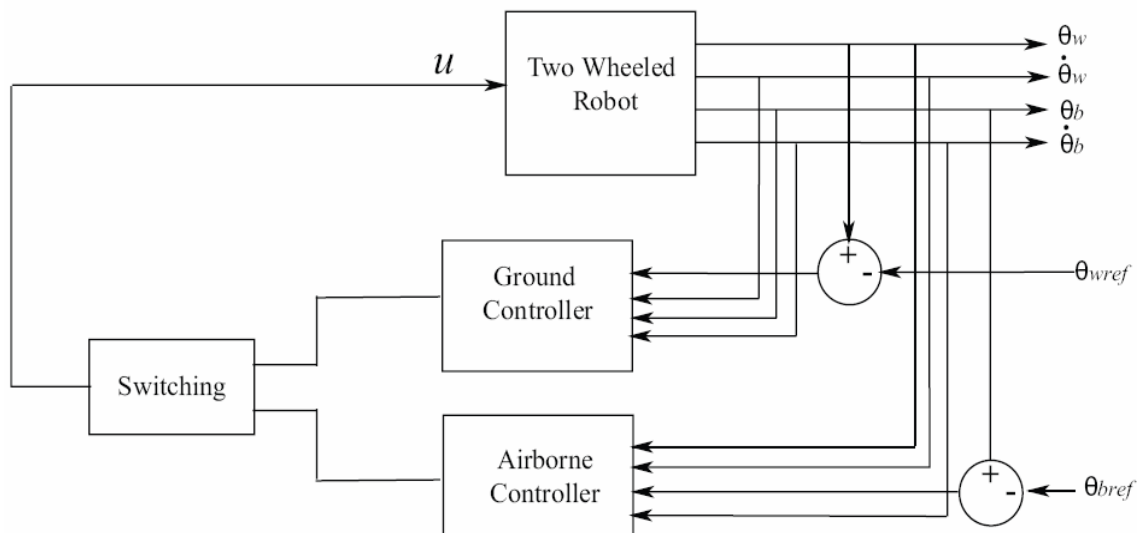 u
Two Wheeled
Robot
θw
θ̇w
θb
θ̇b
Ground
Controller
+
-
θwref
Switching
Airborne
Controller
+
-
θbref